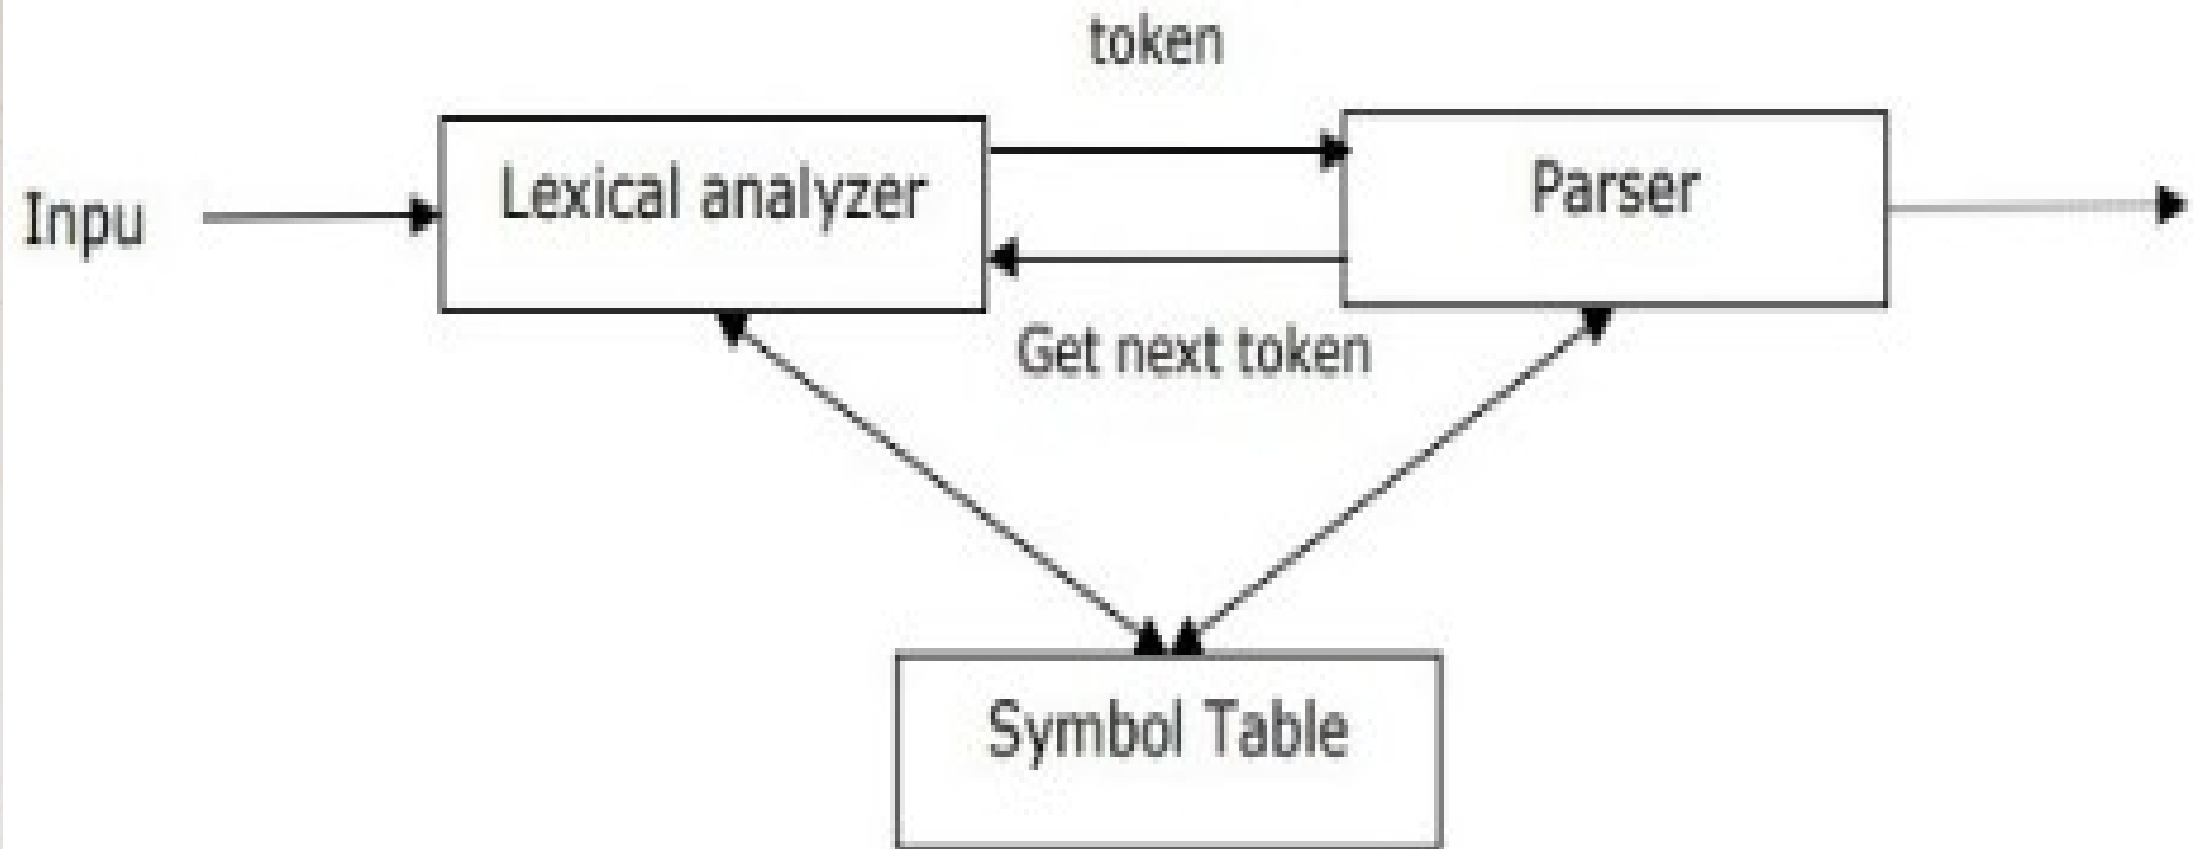 token
Inpu
Lexical analyzer
Parser
Get next token
Symbol Table